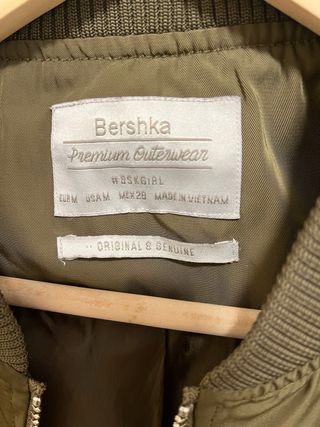 Bershka
Premium Outerwear
#BSKGIRL
EUR M USA M MEX 28 MADE IN VIETNAM
ORIGINAL & GENUINE